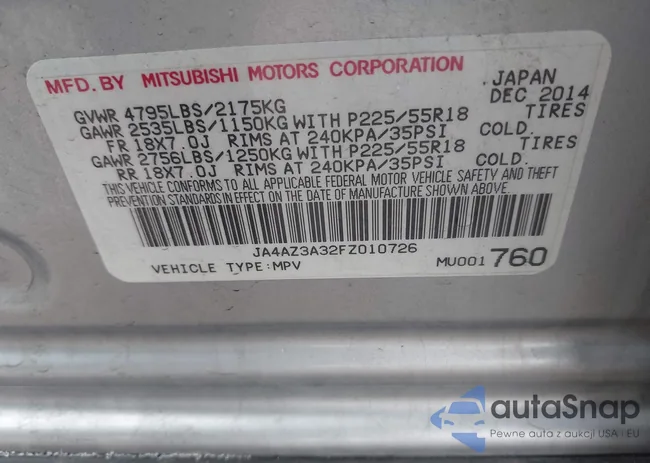 MFD. BY MITSUBISHI MOTORS CORPORATION, JAPAN
GVWR 4795LBS/2175KG DEC 2014
GAWR 2535LBS/1150KG WITH P225/55R18 TIRES
FR 18X7.0J RIMS AT 240KPA/35PSI COLD.
GAWR 2756LBS/1250KG WITH P225/55R18 TIRES
RR 18X7.0J RIMS AT 240KPA/35PSI COLD.
THIS VEHICLE CONFORMS TO ALL APPLICABLE FEDERAL MOTOR VEHICLE SAFETY AND THEFT
PREVENTION STANDARDS IN EFFECT ON THE DATE OF MANUFACTURE SHOWN ABOVE.
JA4AZ3A32FZ010726
VEHICLE TYPE:MPV MU001 760
autaSnap
Pewne auta z aukcji USA i EU